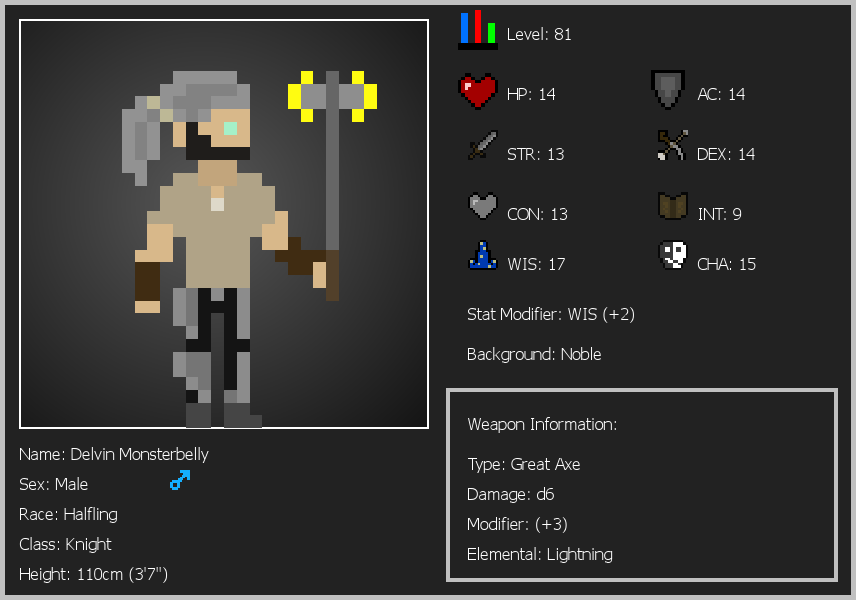 Level: 81
HP: 14
AC: 14
STR: 13
DEX: 14
CON: 13
INT: 9
WIS: 17
CHA: 15
Stat Modifier: WIS (+2)
Background: Noble
Weapon Information:
Type: Great Axe
Damage: d6
Modifier: (+3)
Elemental: Lightning
Name: Delvin Monsterbelly
Sex: Male
Race: Halfling
Class: Knight
Height: 110cm (3'7")